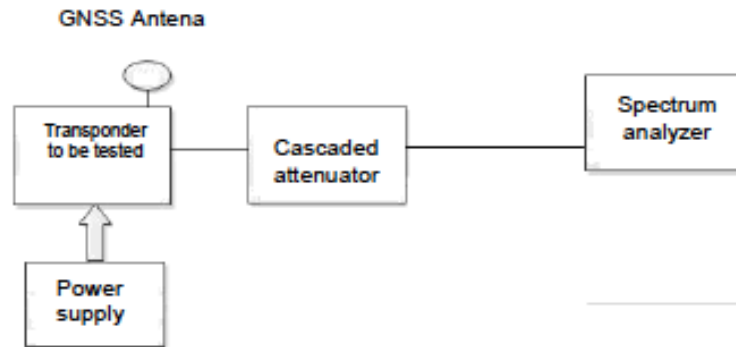 GNSS Antena
Transponder
to be tested
Cascaded
attenuator
Spectrum
analyzer
Power
supply